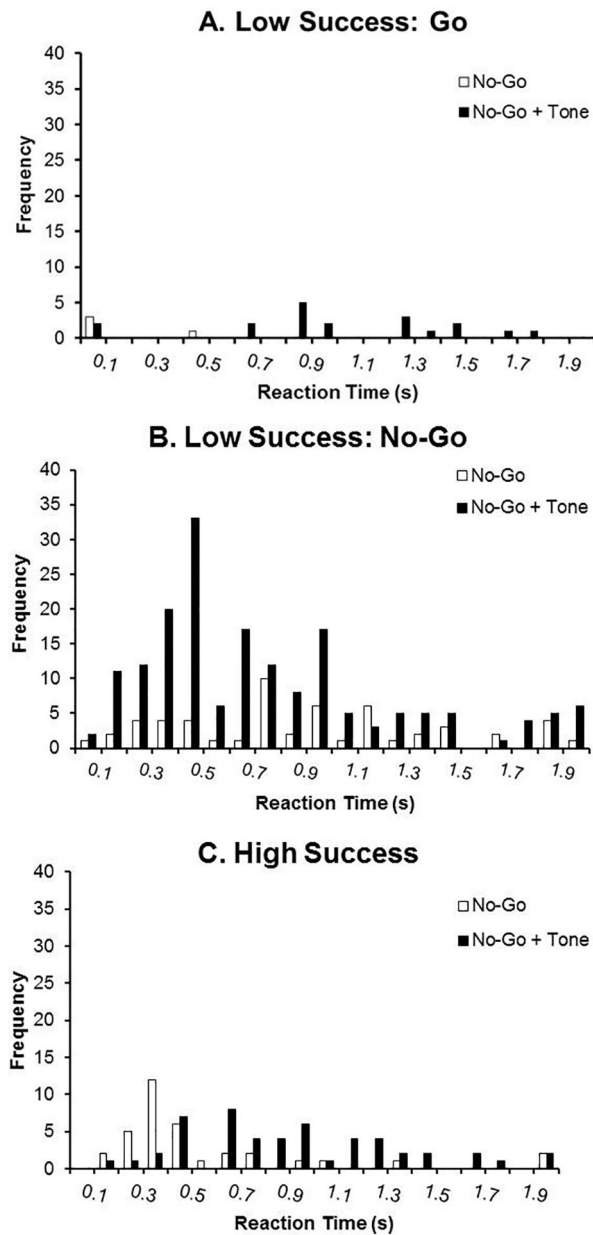 A. Low Success: Go
40
35
30
25
20
15
10
5
0
Frequency
No-Go
No-Go + Tone
0.1 0.3 0.5 0.7 0.9 1.1 1.3 1.5 1.7 1.9
Reaction Time (s)
B. Low Success: No-Go
40
35
30
25
20
15
10
5
0
Frequency
No-Go
No-Go + Tone
0.1 0.3 0.5 0.7 0.9 1.1 1.3 1.5 1.7 1.9
Reaction Time (s)
C. High Success
40
35
30
25
20
15
10
5
0
Frequency
No-Go
No-Go + Tone
0.1 0.3 0.5 0.7 0.9 1.1 1.3 1.5 1.7 1.9
Reaction Time (s)